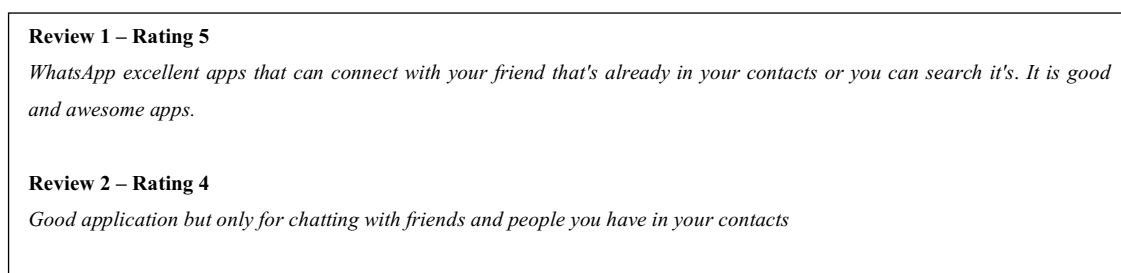 Review 1 – Rating 5
WhatsApp excellent apps that can connect with your friend that's already in your contacts or you can search it's. It is good
and awesome apps.
Review 2 – Rating 4
Good application but only for chatting with friends and people you have in your contacts